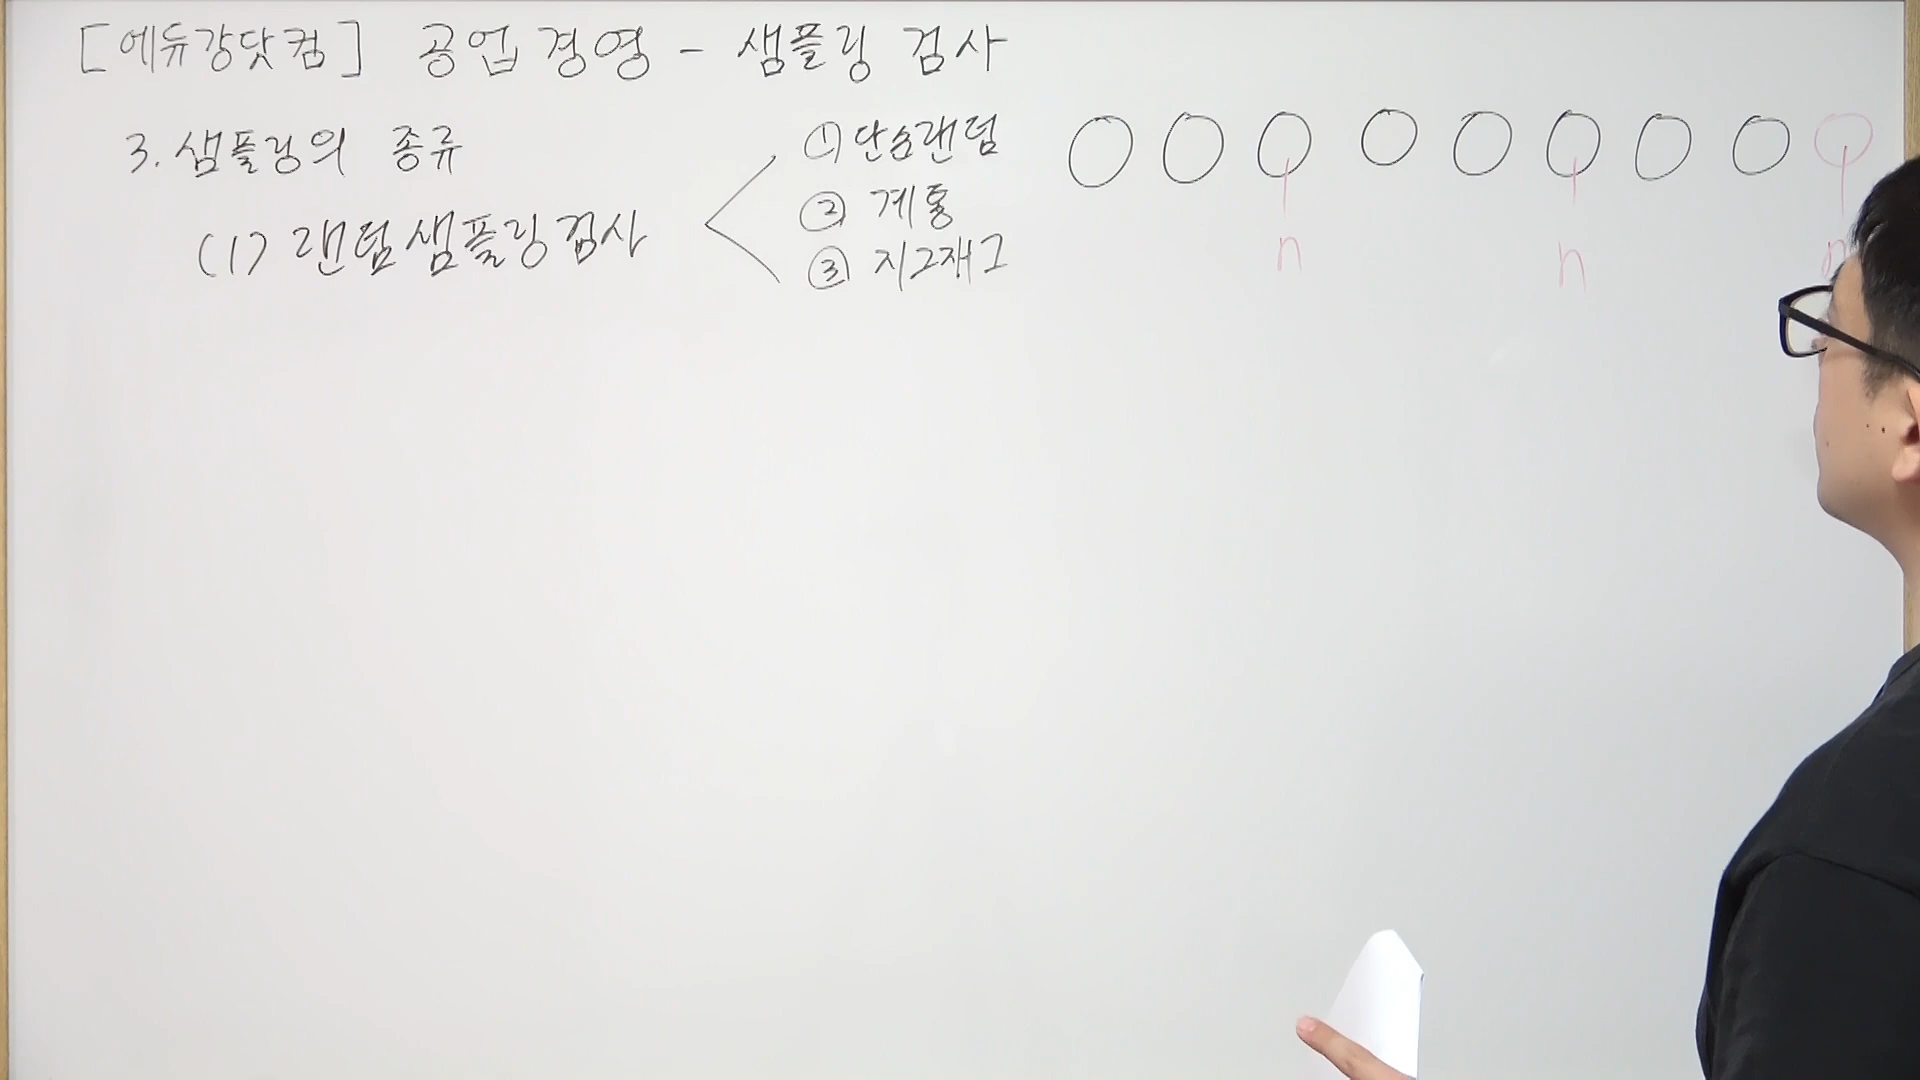 [에듀강닷컴] 공업경영 - 샘플링 검사
3. 샘플링의 종류
(1) 랜덤샘플링검사
① 단순랜덤
② 계통
③ 지그재그
n n n